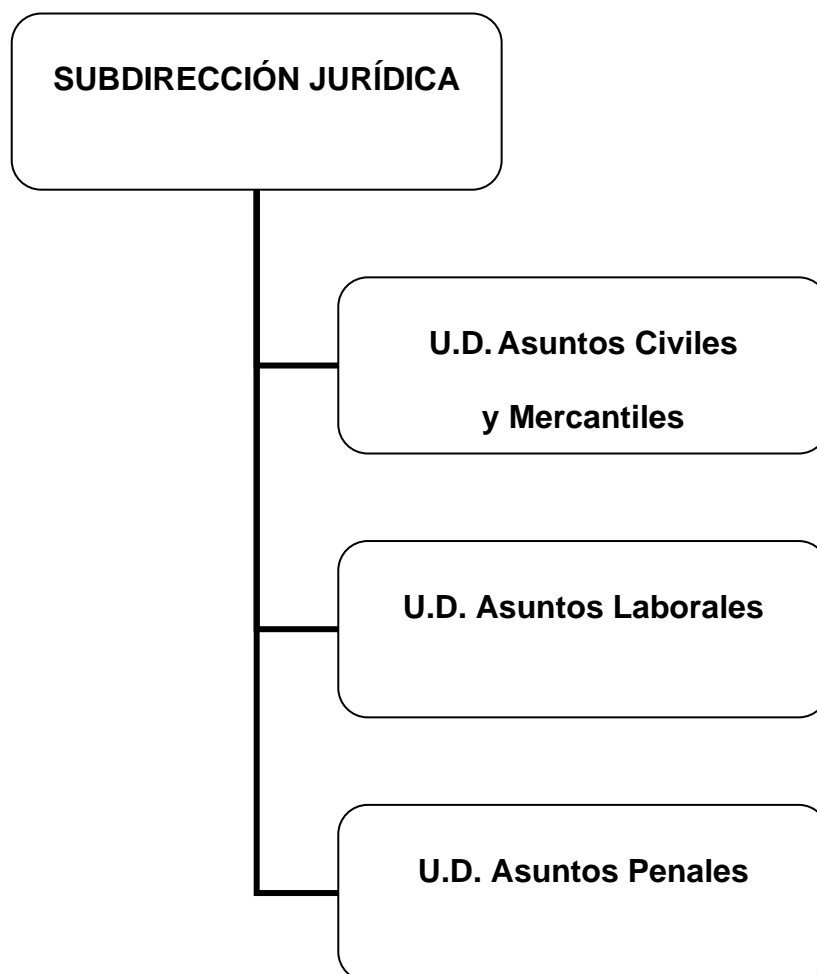 SUBDIRECCIÓN JURÍDICA
U.D. Asuntos Civiles
y Mercantiles
U.D. Asuntos Laborales
U.D. Asuntos Penales